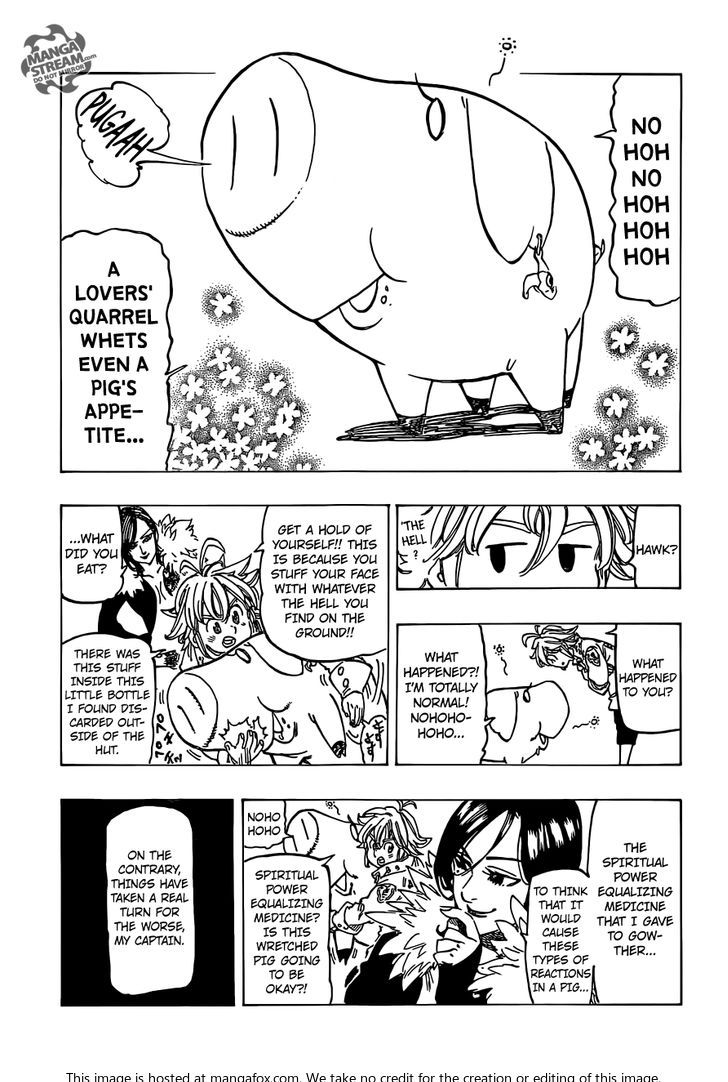 MANGA
STREAM.com
DO NOT MIRROR
NO
HOH
NO
HOH
HOH
HOH
PUGAAH
A
LOVERS'
QUARREL
WHETS
EVEN A
PIG'S
APPE-
TITE...
HAWK?
"THE
HELL
?
WHAT
HAPPENED
TO YOU?
WHAT
HAPPENED?!
I'M TOTALLY
NORMAL!
NOHOHO-
HOHO...
GET A HOLD OF
YOURSELF!! THIS
IS BECAUSE YOU
STUFF YOUR FACE
WITH WHATEVER
THE HELL YOU
FIND ON THE
GROUND!!
...WHAT
DID YOU
EAT?
THERE WAS
THIS STUFF
INSIDE THIS
LITTLE BOTTLE
I FOUND DIS-
CARDED OUT-
SIDE OF THE
HUT.
THE
SPIRITUAL
POWER
EQUALIZING
MEDICINE
THAT I GAVE
TO GOW-
THER...
TO THINK
THAT IT
WOULD
CAUSE
THESE
TYPES OF
REACTIONS
IN A PIG...
NOHO
HOHO
SPIRITUAL
POWER
EQUALIZING
MEDICINE?
IS THIS
WRETCHED
PIG GOING
TO BE
OKAY?!
ON THE
CONTRARY,
THINGS HAVE
TAKEN A REAL
TURN FOR
THE WORSE,
MY CAPTAIN.
This image is hosted at mangafox.com. We take no credit for the creation or editing of this image.